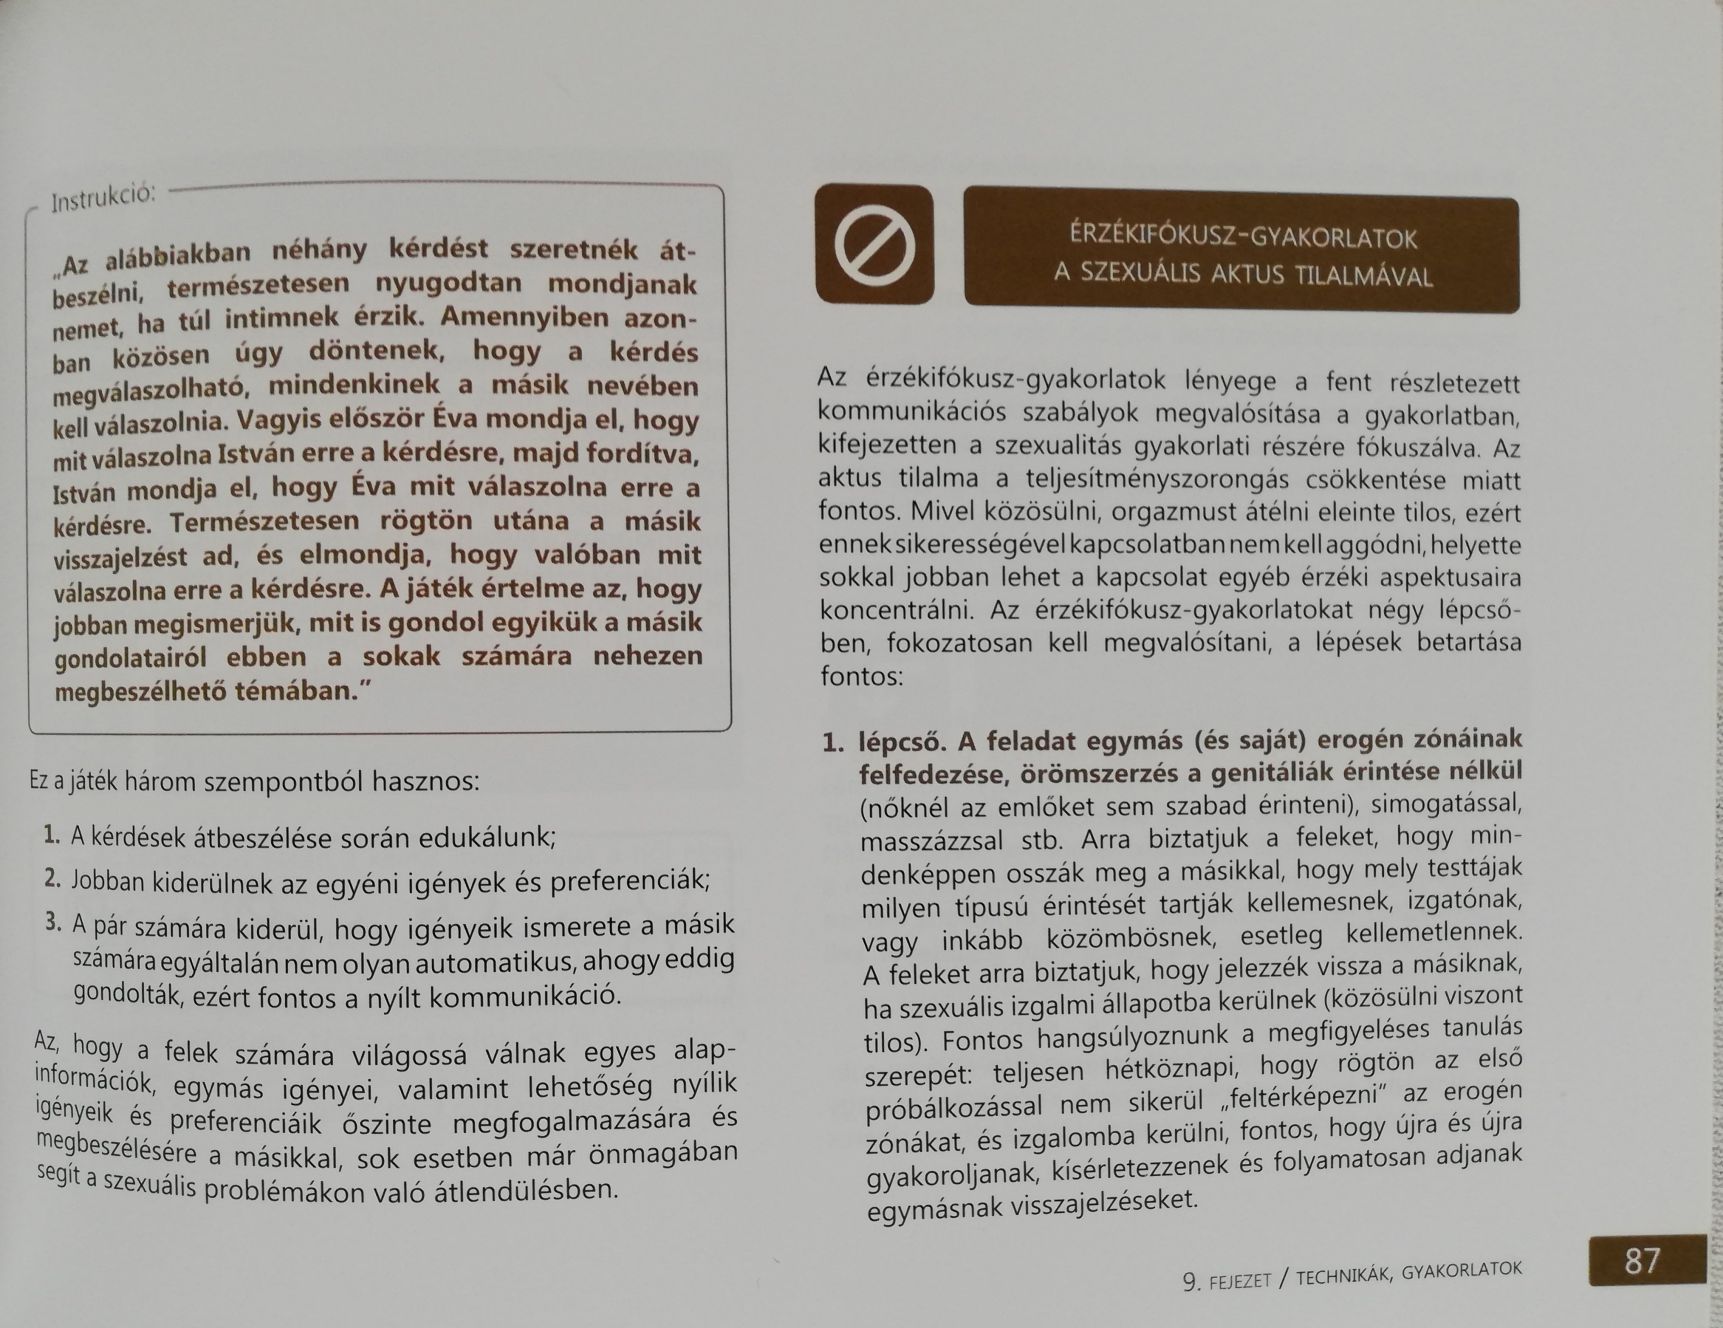 Instrukció:
„Az alábbiakban néhány kérdést szeretnék át-
beszélni, természetesen nyugodtan mondjanak
nemet, ha túl intimnek érzik. Amennyiben azon-
ban közösen úgy döntenek, hogy a kérdés
megválaszolható, mindenkinek a másik nevében
kell válaszolnia. Vagyis először Éva mondja el, hogy
mit válaszolna István erre a kérdésre, majd fordítva,
István mondja el, hogy Éva mit válaszolna erre a
kérdésre. Természetesen rögtön utána a másik
visszajelzést ad, és elmondja, hogy valóban mit
válaszolna erre a kérdésre. A játék értelme az, hogy
jobban megismerjük, mit is gondol egyikük a másik
gondolatairól ebben a sokak számára nehezen
megbeszélhető témában.”
Ez a játék három szempontból hasznos:
1. A kérdések átbeszélése során edukálunk;
2. Jobban kiderülnek az egyéni igények és preferenciák;
3. A pár számára kiderül, hogy igényeik ismerete a másik
számára egyáltalán nem olyan automatikus, ahogy eddig
gondolták, ezért fontos a nyílt kommunikáció.
Az, hogy a felek számára világossá válnak egyes alap-
információk, egymás igényei, valamint lehetőség nyílik
igényeik és preferenciáik őszinte megfogalmazására és
megbeszélésére a másikkal, sok esetben már önmagában
segít a szexuális problémákon való átlendülésben.
ÉRZÉKIFÓKUSZ-GYAKORLATOK
A SZEXUÁLIS AKTUS TILALMÁVAL
Az érzékifókusz-gyakorlatok lényege a fent részletezett
kommunikációs szabályok megvalósítása a gyakorlatban,
kifejezetten a szexualitás gyakorlati részére fókuszálva. Az
aktus tilalma a teljesítményszorongás csökkentése miatt
fontos. Mivel közösülni, orgazmust átélni eleinte tilos, ezért
ennek sikerességével kapcsolatban nem kell aggódni, helyette
sokkal jobban lehet a kapcsolat egyéb érzéki aspektusaira
koncentrálni. Az érzékifókusz-gyakorlatokat négy lépcső-
ben, fokozatosan kell megvalósítani, a lépések betartása
fontos:
1. lépcső. A feladat egymás (és saját) erogén zónáinak
felfedezése, örömszerzés a genitáliák érintése nélkül
(nőknél az emlőket sem szabad érinteni), simogatással,
masszázzsal stb. Arra biztatjuk a feleket, hogy min-
denképpen osszák meg a másikkal, hogy mely testtájak
milyen típusú érintését tartják kellemesnek, izgatónak,
vagy inkább közömbösnek, esetleg kellemetlennek.
A feleket arra biztatjuk, hogy jelezzék vissza a másiknak,
ha szexuális izgalmi állapotba kerülnek (közösülni viszont
tilos). Fontos hangsúlyoznunk a megfigyeléses tanulás
szerepét: teljesen hétköznapi, hogy rögtön az első
próbálkozással nem sikerül „feltérképezni” az erogén
zónákat, és izgalomba kerülni, fontos, hogy újra és újra
gyakoroljanak, kísérletezzenek és folyamatosan adjanak
egymásnak visszajelzéseket.
9. FEJEZET / TECHNIKÁK, GYAKORLATOK
87